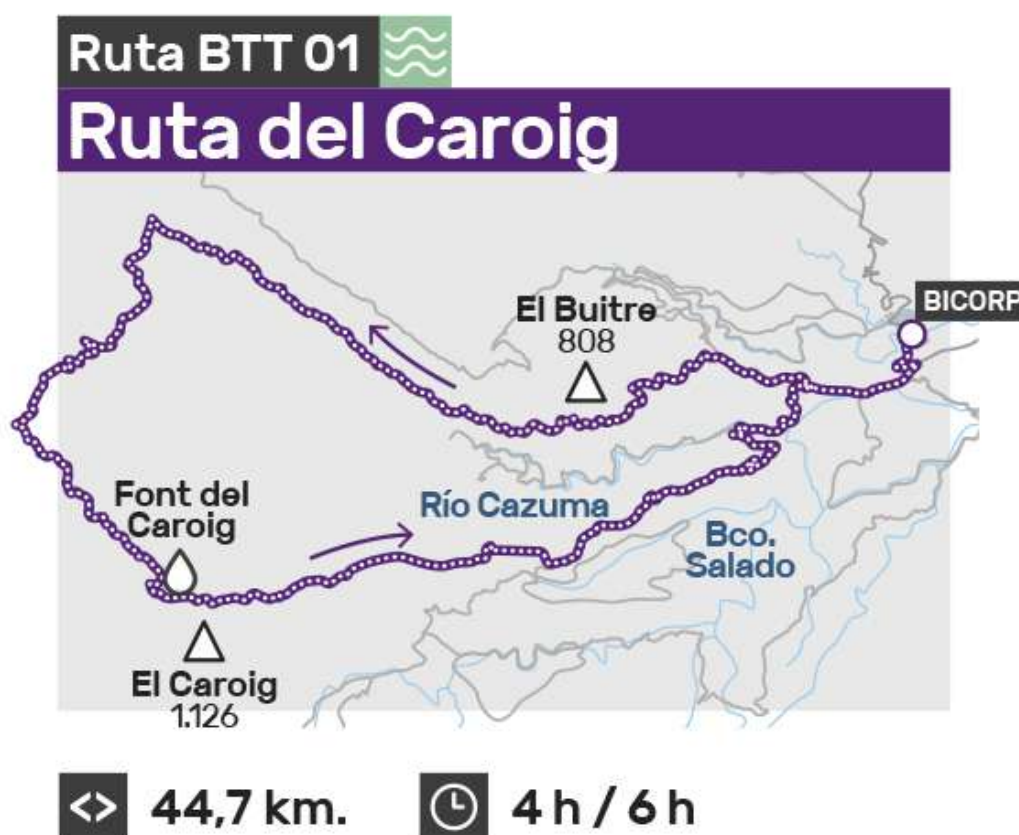 Ruta BTT 01
Ruta del Caroig
BICORP
El Buitre
808
Font del
Caroig
Río Cazuma
Bco.
Salado
El Caroig
1.126
44,7 km.
4 h / 6 h